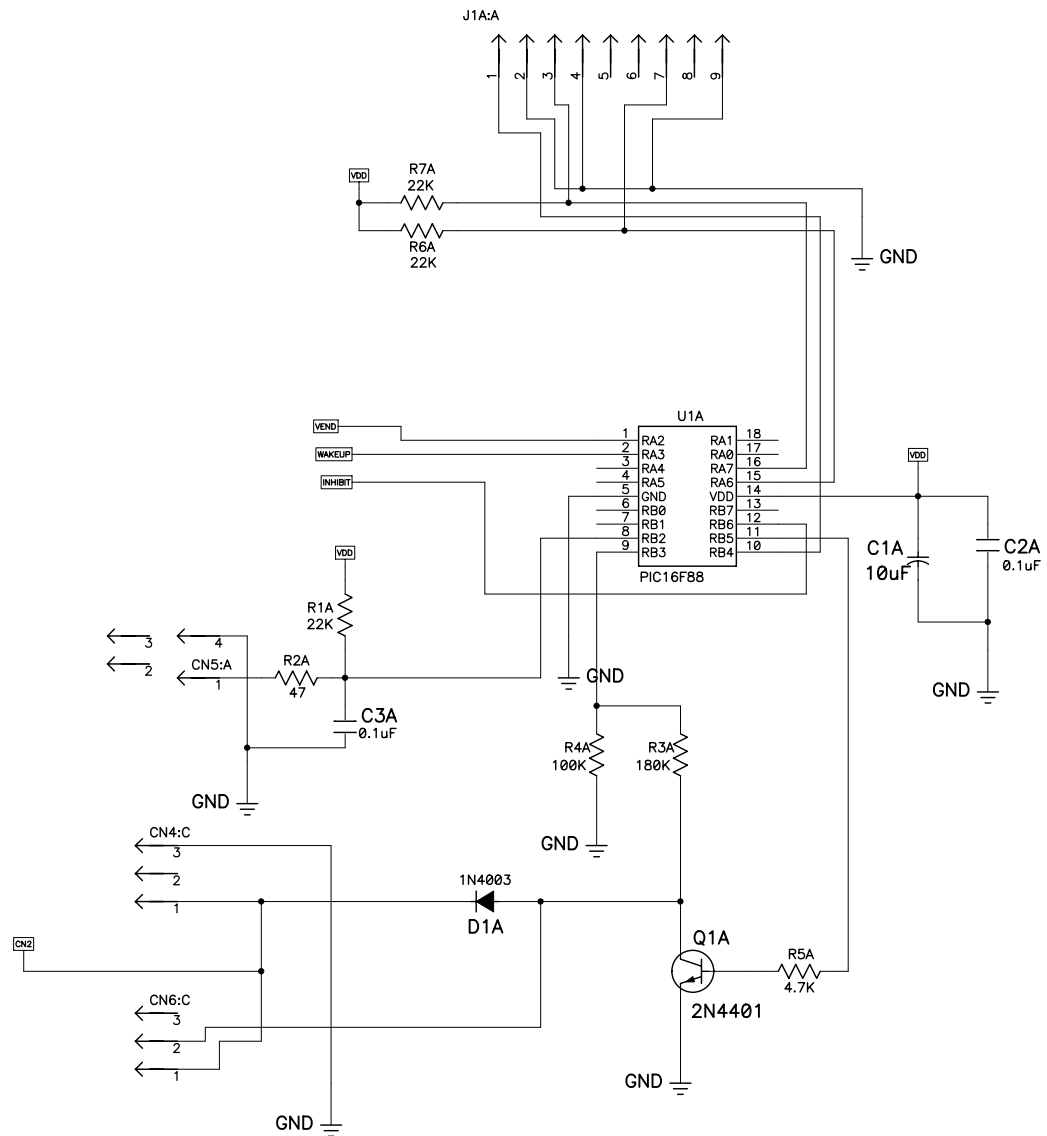 J1A:A
1 2 3 4 5 6 7 8 9
R7A
22K
VDD
R6A
22K
GND
U1A
VEND
WAKEUP
INHIBIT
1 RA2 RA1 18
2 RA3 RA0 17
3 RA4 RA7 16
4 RA5 RA6 15
5 GND VDD 14
6 RB0 RB7 13
7 RB1 RB6 12
8 RB2 RB5 11
9 RB3 RB4 10
PIC16F88
VDD
C1A
10uF
C2A
0.1uF
GND
VDD
R1A
22K
3 4
2
CN5:A
1
R2A
47
C3A
0.1uF
GND
GND
R4A
100K
R3A
180K
GND
CN4:C
3
2
1
1N4003
D1A
CN2
Q1A
2N4401
R5A
4.7K
CN6:C
3
2
1
GND
GND